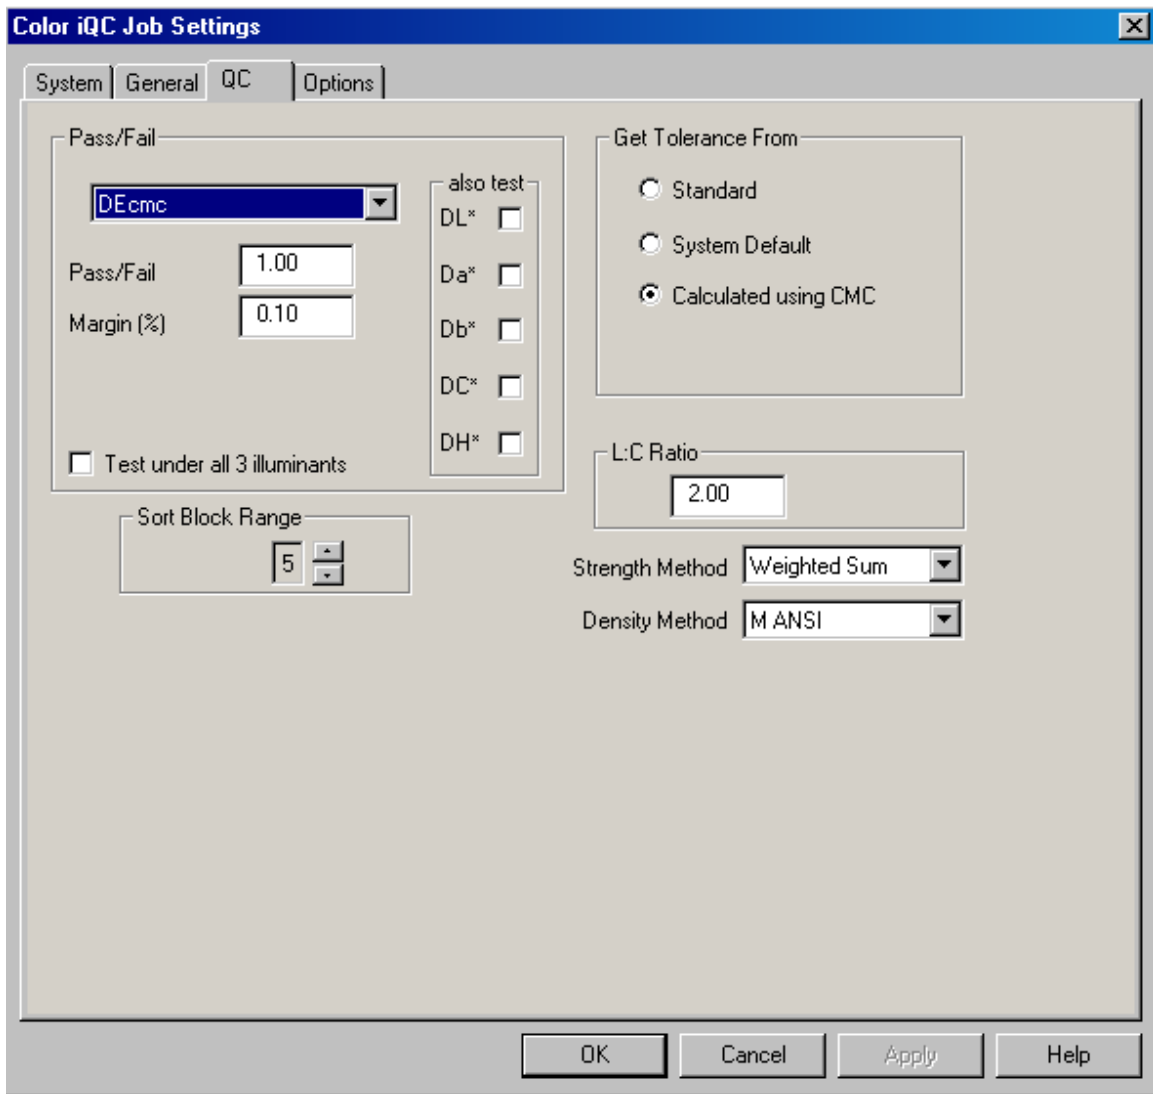 Color iQC Job Settings
System General QC Options
Pass/Fail
DEcmc
Pass/Fail 1.00
Margin (%) 0.10
Test under all 3 illuminants
also test
DL*
Da*
Db*
DC*
DH*
Get Tolerance From
Standard
System Default
Calculated using CMC
L:C Ratio
2.00
Sort Block Range
5
Strength Method Weighted Sum
Density Method M ANSI
OK Cancel Apply Help